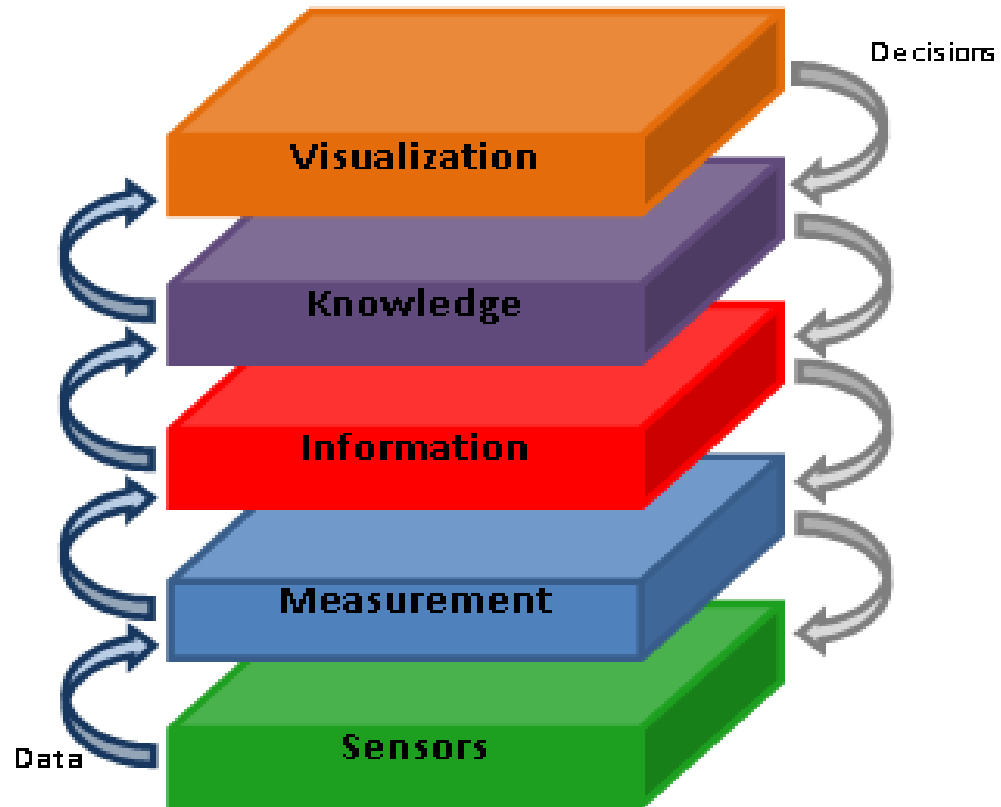 Decisions
Visualization
Knowledge
Information
Measurement
Sensors
Data